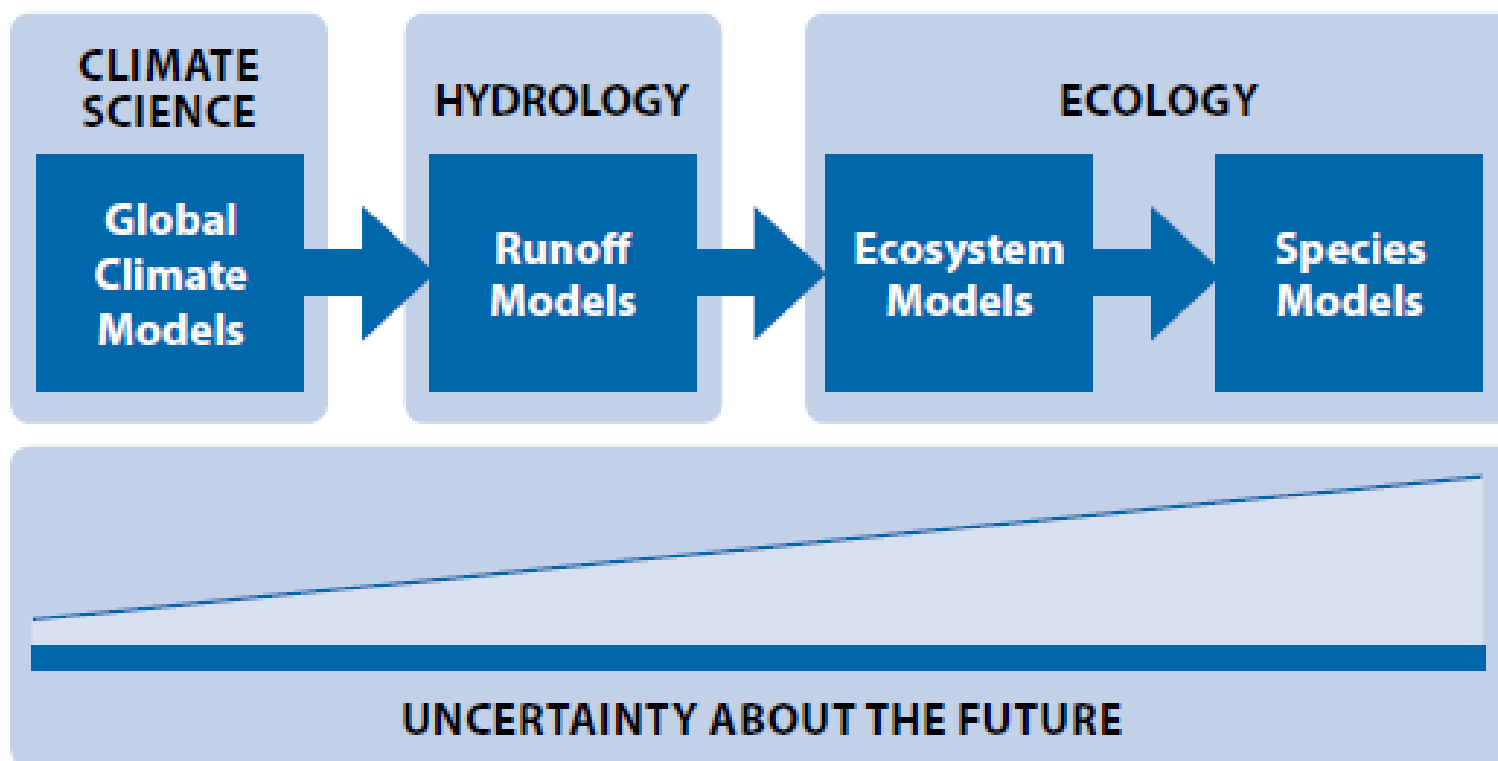 CLIMATE
SCIENCE
HYDROLOGY
ECOLOGY
Global
Climate
Models
Runoff
Models
Ecosystem
Models
Species
Models
UNCERTAINTY ABOUT THE FUTURE